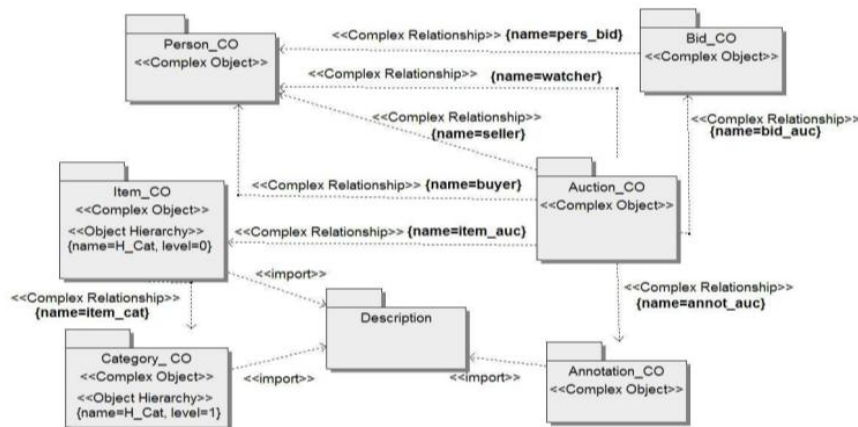 Person_CO
<<Complex Object>>
<<Complex Relationship>> {name=pers_bid}
Bid_CO
<<Complex Object>>
<<Complex Relationship>> {name=watcher}
<<Complex Relationship>>
{name=seller}
<<Complex Relationship>>
{name=bid_auc}
Item_CO
<<Complex Object>>
<<Object Hierarchy>>
{name=H_Cat, level=0}
<<Complex Relationship>> {name=buyer}
Auction_CO
<<Complex Object>>
<<Complex Relationship>> {name=item_auc}
<<import>>
<<Complex Relationship>>
{name=item_cat}
Description
<<Complex Relationship>>
{name=annot_auc}
Category_ CO
<<Complex Object>>
<<Object Hierarchy>>
{name=H_Cat, level=1}
<<import>>
<<import>>
Annotation_CO
<<Complex Object>>